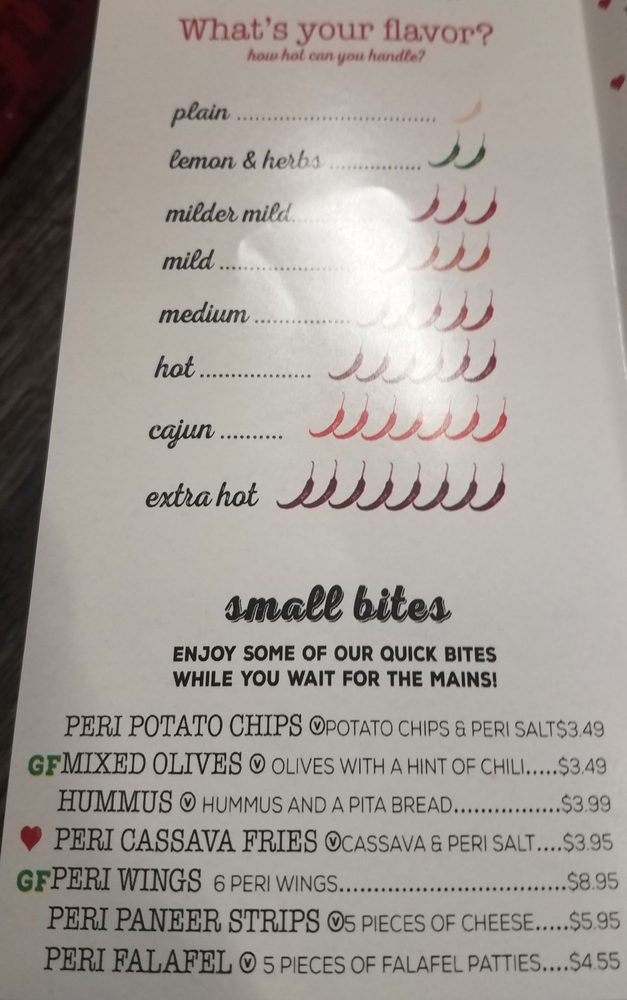 What's your flavor?
how hot can you handle?
plain ..................................
lemon & herbs ................
milder mild...
mild .......................
medium .................
hot ...................
cajun ..........
extra hot
small bites
ENJOY SOME OF OUR QUICK BITES
WHILE YOU WAIT FOR THE MAINS!
PERI POTATO CHIPS ⓥPOTATO CHIPS & PERI SALT$3.49
GFMIXED OLIVES ⓥ OLIVES WITH A HINT OF CHILI.....$3.49
HUMMUS ⓥ HUMMUS AND A PITA BREAD.................$3.99
PERI CASSAVA FRIES ⓥCASSAVA & PERI SALT....$3.95
GFPERI WINGS 6 PERI WINGS....................................$8.95
PERI PANEER STRIPS ⓥ5 PIECES OF CHEESE.....$5.95
PERI FALAFEL ⓥ 5 PIECES OF FALAFEL PATTIES....$4.55